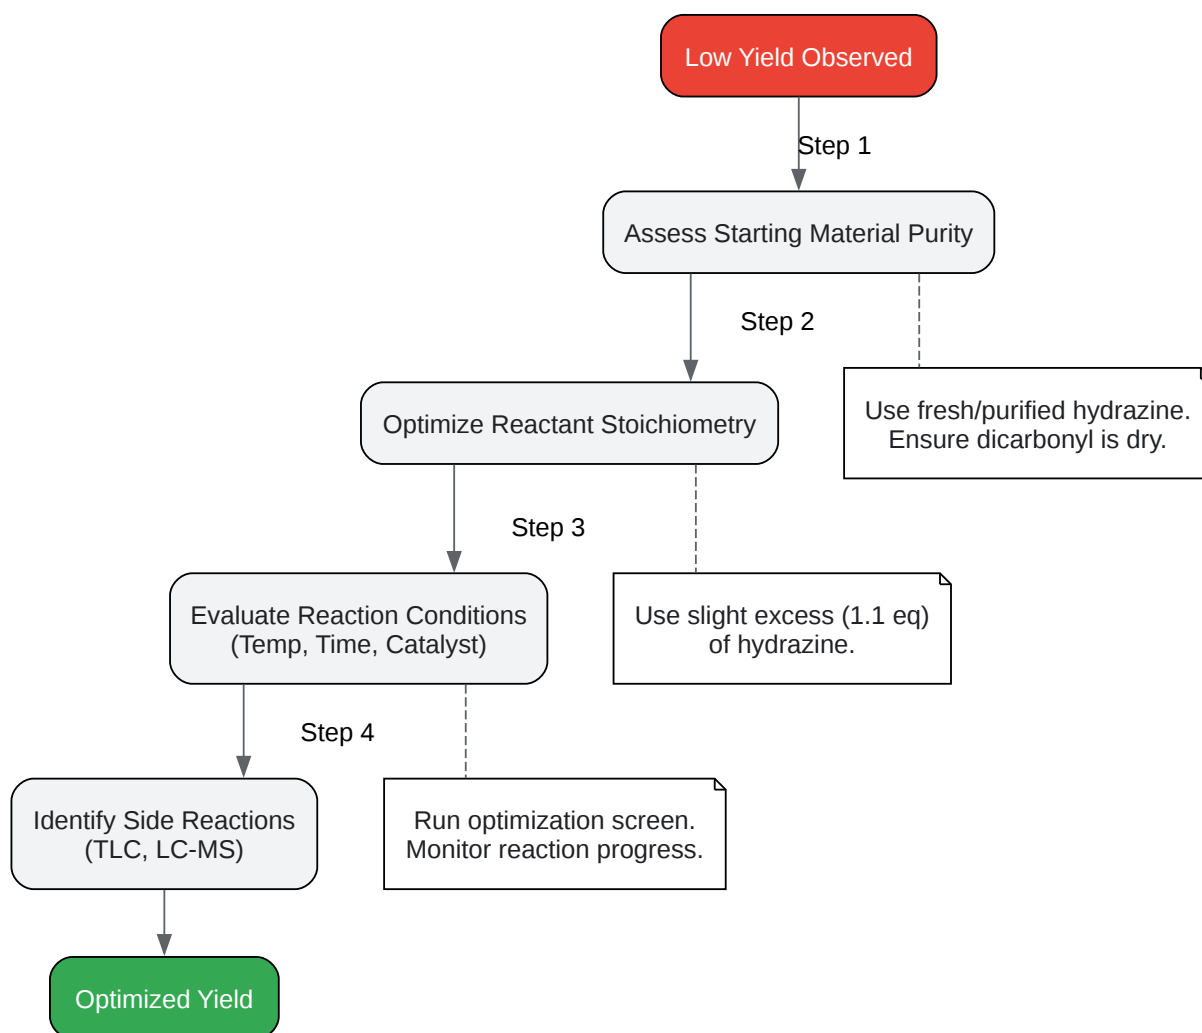 Low Yield Observed
Step 1
Assess Starting Material Purity
Step 2
Use fresh/purified hydrazine.
Ensure dicarbonyl is dry.
Optimize Reactant Stoichiometry
Step 3
Use slight excess (1.1 eq)
of hydrazine.
Evaluate Reaction Conditions
(Temp, Time, Catalyst)
Step 4
Run optimization screen.
Monitor reaction progress.
Identify Side Reactions
(TLC, LC-MS)
Optimized Yield